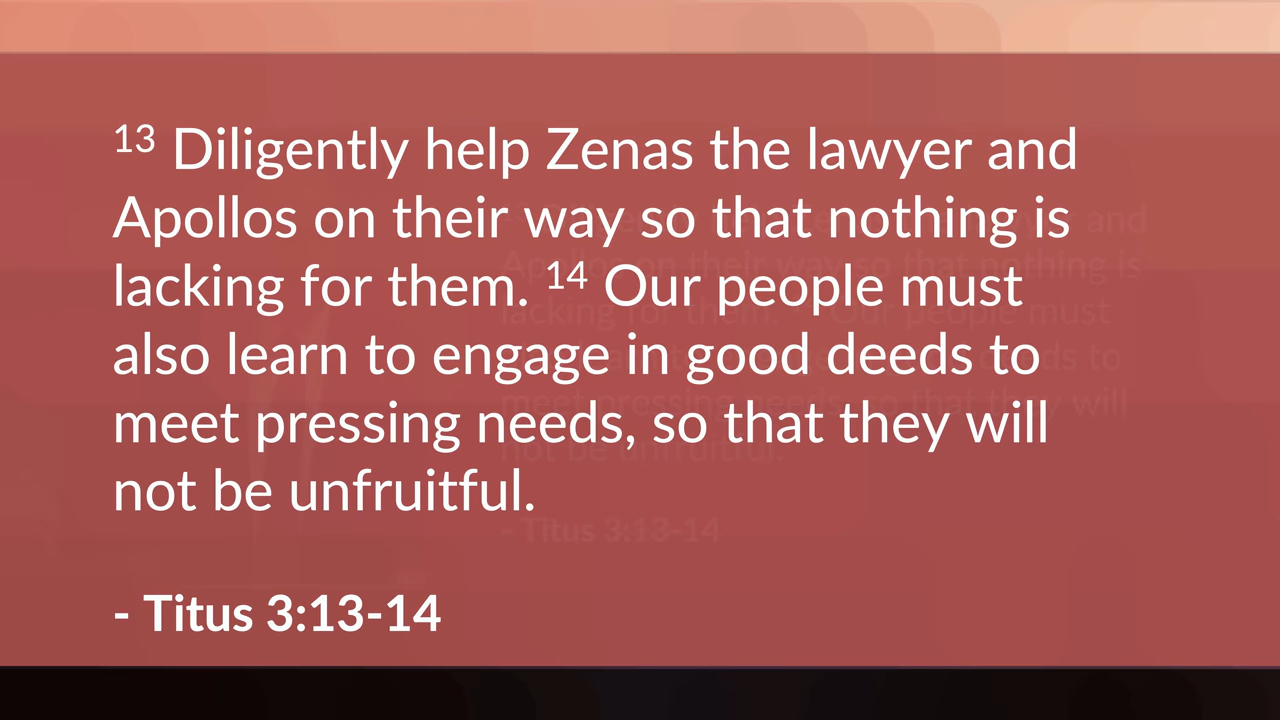 13 Diligently help Zenas the lawyer and
Apollos on their way so that nothing is
lacking for them. 14 Our people must
also learn to engage in good deeds to
meet pressing needs, so that they will
not be unfruitful.
- Titus 3:13-14